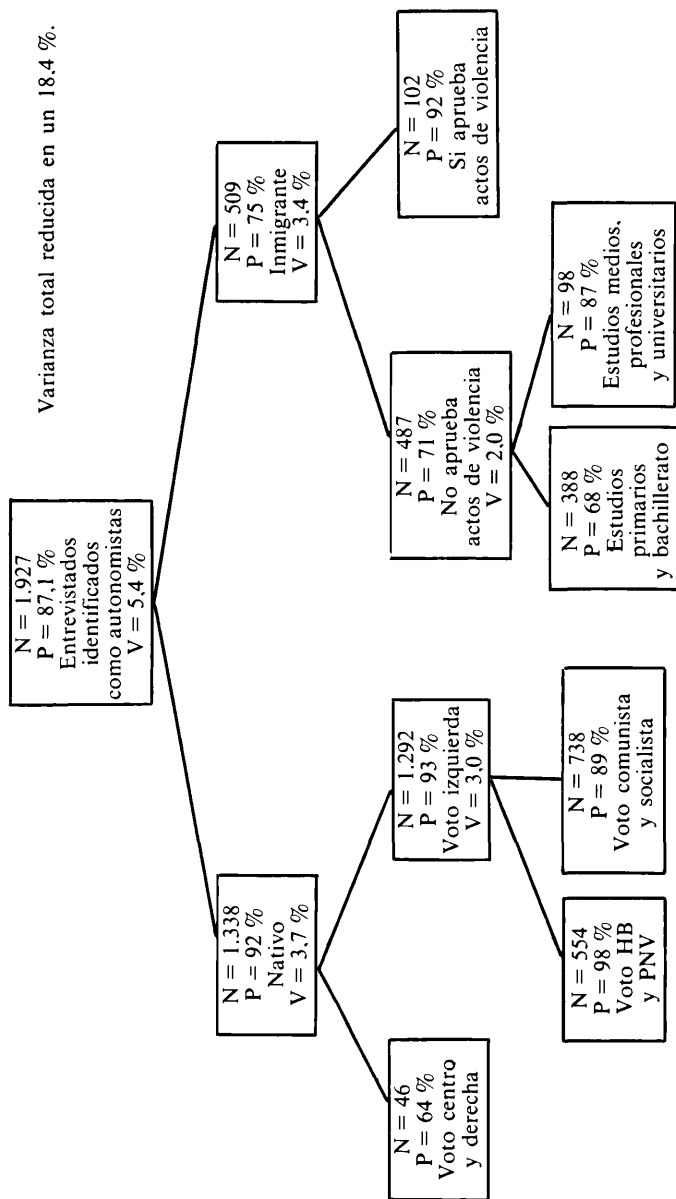 Varianza total reducida en un 18.4 %.
N = 1.927
P = 87,1 %
Entrevistados
identificados
como autonomistas
V = 5,4 %
N = 1.338
P = 92 %
Nativo
V = 3,7 %
N = 509
P = 75 %
Inmigrante
V = 3.4 %
N = 46
P = 64 %
Voto centro
y derecha
N = 1.292
P = 93 %
Voto izquierda
V = 3,0 %
N = 487
P = 71 %
No aprueba
actos de violencia
V = 2,0 %
N = 102
P = 92 %
Si aprueba
actos de violencia
N = 554
P = 98 %
Voto HB
y PNV
N = 738
P = 89 %
Voto comunista
y socialista
N = 388
P = 68 %
Estudios
primarios
y bachillerato
N = 98
P = 87 %
Estudios medios,
profesionales
y universitarios